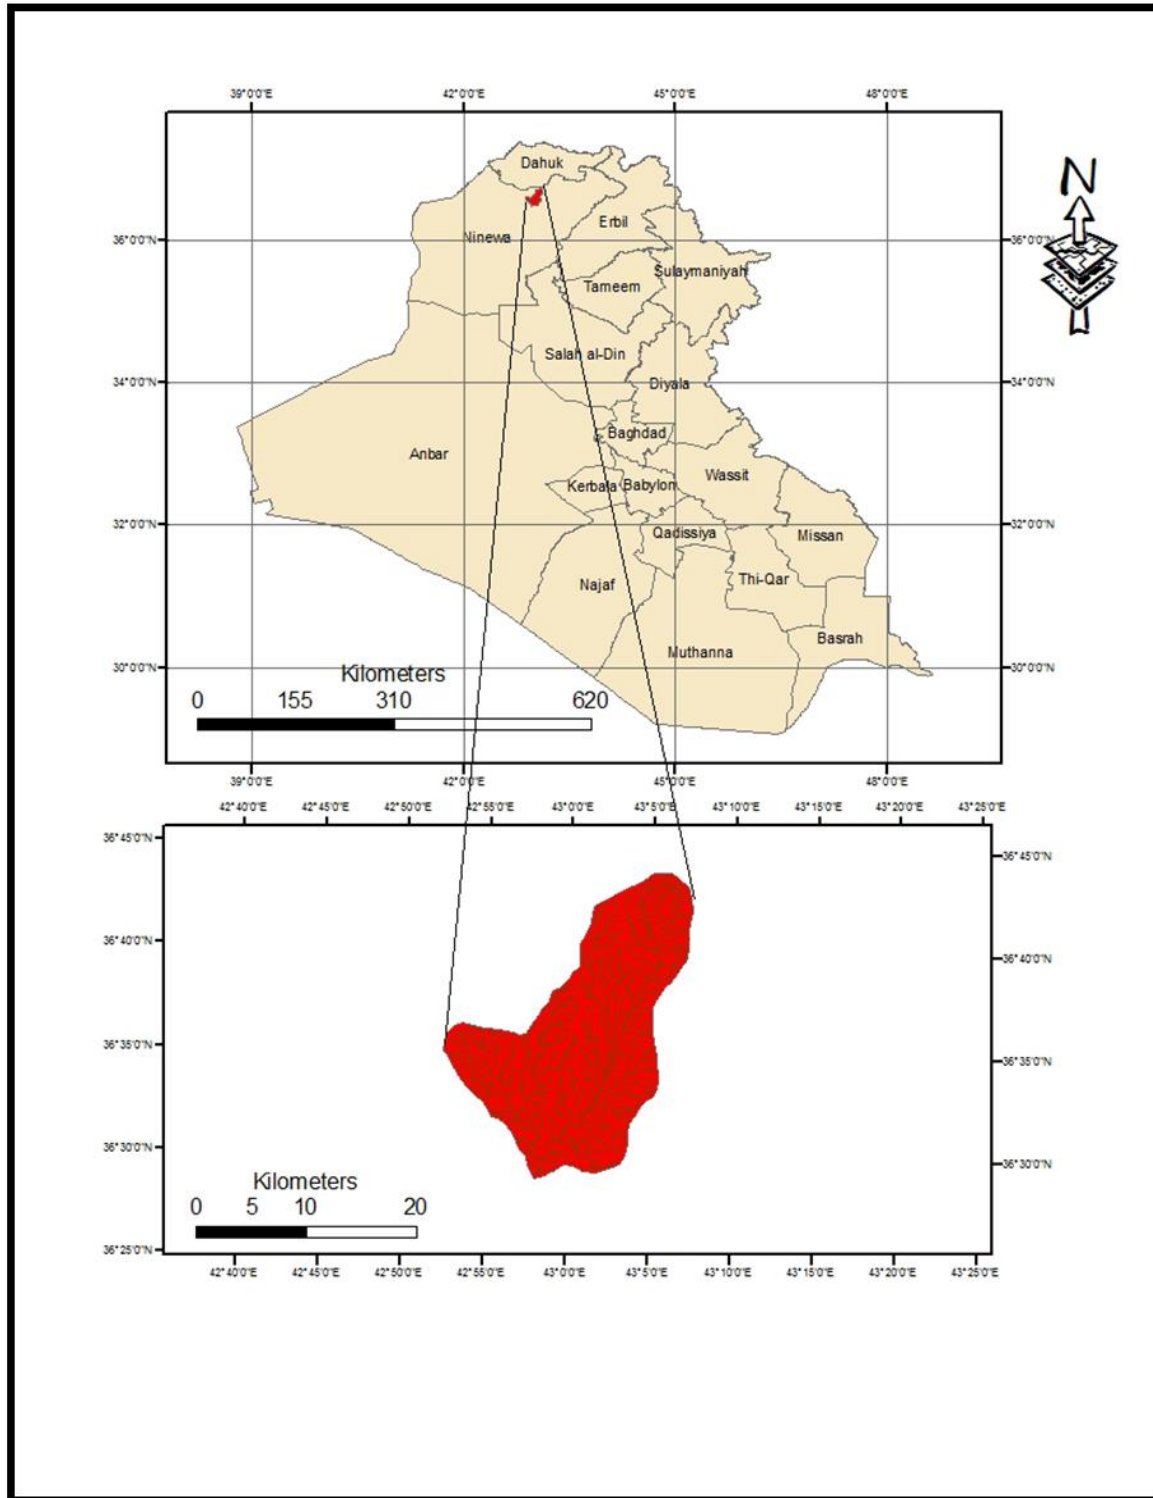 39°0'0"E 42°0'0"E 45°0'0"E 48°0'0"E
N
Dahuk
Erbil
Ninewa
36°0'0"N 36°0'0"N
Sulaymaniyah
Tameem
Salah al-Din
34°0'0"N Diyala 34°0'0"N
Baghdad
Anbar
Wassit
Kerbala Babylon
32°0'0"N 32°0'0"N
Qadissiya Missan
Najaf Thi-Qar
Basrah
Muthanna
30°0'0"N 30°0'0"N
Kilometers
0 155 310 620
39°0'0"E 42°0'0"E 45°0'0"E 48°0'0"E
42°40'0"E 42°45'0"E 42°50'0"E 42°55'0"E 43°0'0"E 43°5'0"E 43°10'0"E 43°15'0"E 43°20'0"E 43°25'0"E
36°45'0"N 36°45'0"N
36°40'0"N 36°40'0"N
36°35'0"N 36°35'0"N
36°30'0"N 36°30'0"N
Kilometers
0 5 10 20
36°25'0"N
42°40'0"E 42°45'0"E 42°50'0"E 42°55'0"E 43°0'0"E 43°5'0"E 43°10'0"E 43°15'0"E 43°20'0"E 43°25'0"E